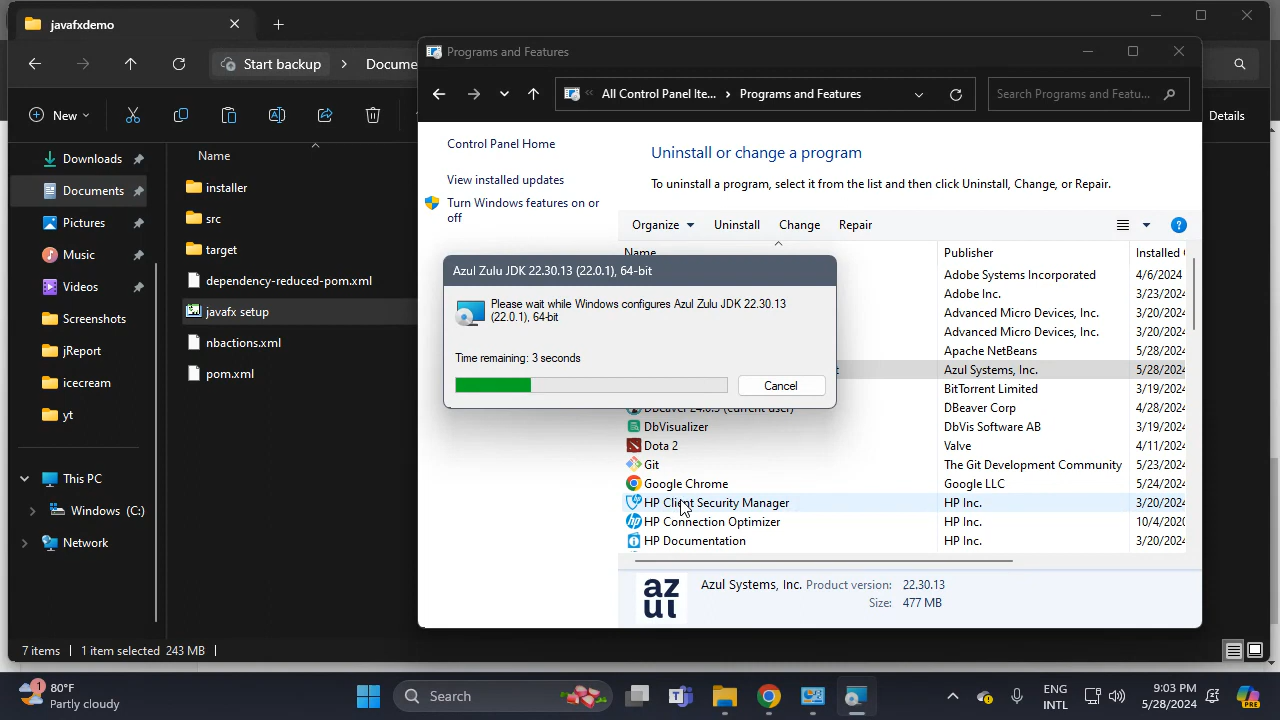 javafxdemo
Start backup
Docume
New
Details
Downloads
Documents
Pictures
Music
Videos
Screenshots
jReport
icecream
yt
This PC
Windows (C:)
Network
Name
installer
src
target
dependency-reduced-pom.xml
javafx setup
nbactions.xml
pom.xml
7 items
1 item selected 243 MB
Programs and Features
All Control Panel Ite...
Programs and Features
Search Programs and Featu...
Control Panel Home
View installed updates
Turn Windows features on or
off
Uninstall or change a program
To uninstall a program, select it from the list and then click Uninstall, Change, or Repair.
Organize Uninstall Change Repair
Name Publisher Installed
Adobe Systems Incorporated 4/6/2024
Adobe Inc. 3/23/2024
Advanced Micro Devices, Inc. 3/20/2024
Advanced Micro Devices, Inc. 3/20/2024
Apache NetBeans 5/28/2024
Azul Systems, Inc. 5/28/2024
BitTorrent Limited 3/19/2024
DBeaver 24.0.3 (current user) DBeaver Corp 4/28/2024
DbVisualizer DbVis Software AB 3/19/2024
Dota 2 Valve 4/11/2024
Git The Git Development Community 5/23/2024
Google Chrome Google LLC 5/24/2024
HP Client Security Manager HP Inc. 3/20/2024
HP Connection Optimizer HP Inc. 10/4/2020
HP Documentation HP Inc. 3/20/2024
Azul Zulu JDK 22.30.13 (22.0.1), 64-bit
Please wait while Windows configures Azul Zulu JDK 22.30.13
(22.0.1), 64-bit
Time remaining: 3 seconds
Cancel
azul
Azul Systems, Inc. Product version: 22.30.13
Size: 477 MB
1
80°F
Partly cloudy
Search
ENG
INTL
9:03 PM
5/28/2024
PRE